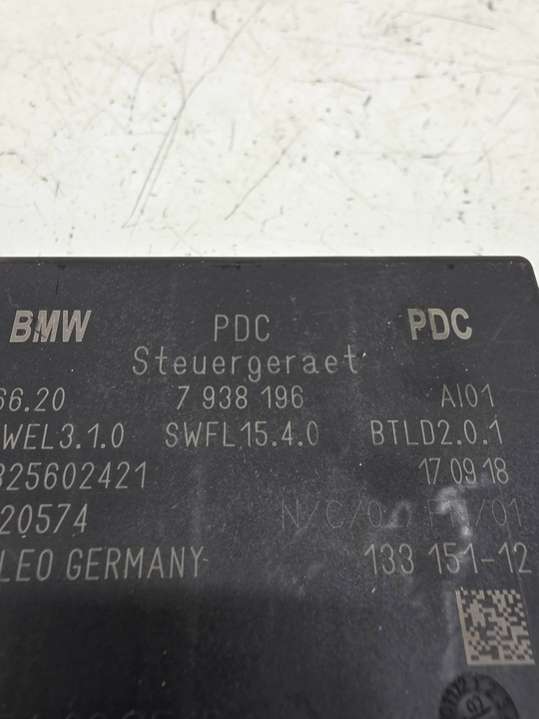 BMW PDC PDC
Steuergeraet
66.20 7 938 196 AI01
WEL3.1.0 SWFL15.4.0 BTLD2.0.1
325602421 17.09.18
20574
LEO GERMANY 133 151-12